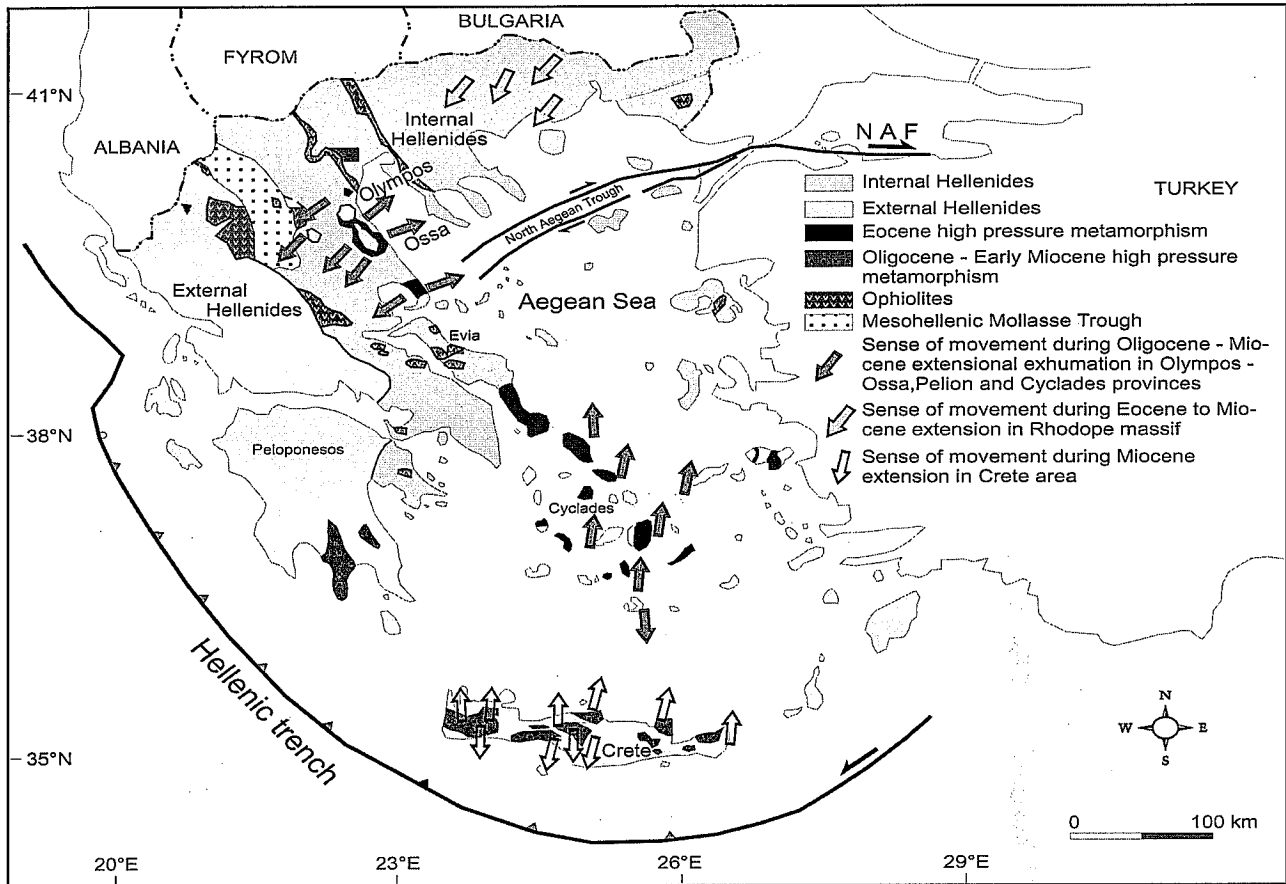 BULGARIA
FYROM
41°N
Internal
Hellenides
ALBANIA
NAF
Olympos
Ossa
North Aegean Trough
TURKEY
Internal Hellenides
External Hellenides
Eocene high pressure metamorphism
Oligocene - Early Miocene high pressure
metamorphism
Ophiolites
Mesohellenic Mollasse Trough
Sense of movement during Oligocene - Mio-
cene extensional exhumation in Olympos -
Ossa,Pelion and Cyclades provinces
Sense of movement during Eocene to Mio-
cene extension in Rhodope massif
Sense of movement during Miocene
extension in Crete area
External
Hellenides
Aegean Sea
Evia
38°N
Peloponesos
Cyclades
Hellenic trench
Crete
35°N
N
W E
S
0 100 km
20°E 23°E 26°E 29°E